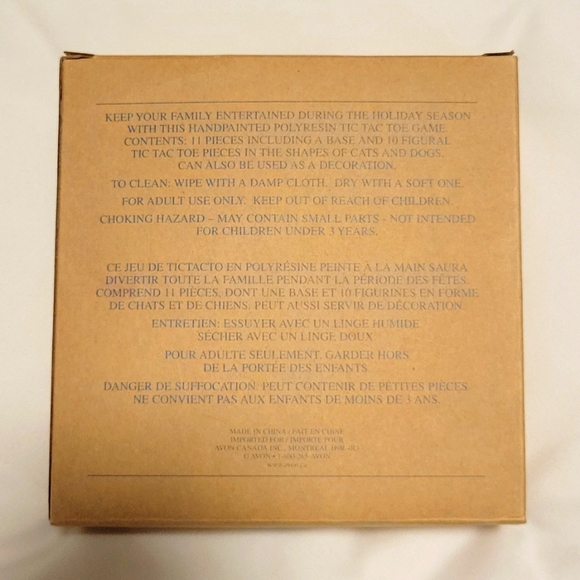 KEEP YOUR FAMILY ENTERTAINED DURING THE HOLIDAY SEASON
WITH THIS HANDPAINTED POLYRESIN TIC TAC TOE GAME
CONTENTS: 11 PIECES INCLUDING A BASE AND 10 FIGURAL
TIC TAC TOE PIECES IN THE SHAPES OF CATS AND DOGS.
CAN ALSO BE USED AS A DECORATION.
TO CLEAN: WIPE WITH A DAMP CLOTH. DRY WITH A SOFT ONE.
FOR ADULT USE ONLY. KEEP OUT OF REACH OF CHILDREN.
CHOKING HAZARD – MAY CONTAIN SMALL PARTS - NOT INTENDED
FOR CHILDREN UNDER 3 YEARS.
CE JEU DE TICTACTO EN POLYRÉSINE PEINTE À LA MAIN SAURA
DIVERTIR TOUTE LA FAMILLE PENDANT LA PÉRIODE DES FÊTES.
COMPREND 11 PIÈCES, DONT UNE BASE ET 10 FIGURINES EN FORME
DE CHATS ET DE CHIENS. PEUT AUSSI SERVIR DE DÉCORATION.
ENTRETIEN: ESSUYER AVEC UN LINGE HUMIDE
SÉCHER AVEC UN LINGE DOUX.
POUR ADULTE SEULEMENT. GARDER HORS
DE LA PORTÉE DES ENFANTS.
DANGER DE SUFFOCATION. PEUT CONTENIR DE PETITES PIÈCES
NE CONVIENT PAS AUX ENFANTS DE MOINS DE 3 ANS.
MADE IN CHINA / FAIT EN CHINE
IMPORTED FOR / IMPORTÉ POUR
AVON CANADA INC., MONTREAL
AVON • 1-800-265-AVON
www.avon.ca